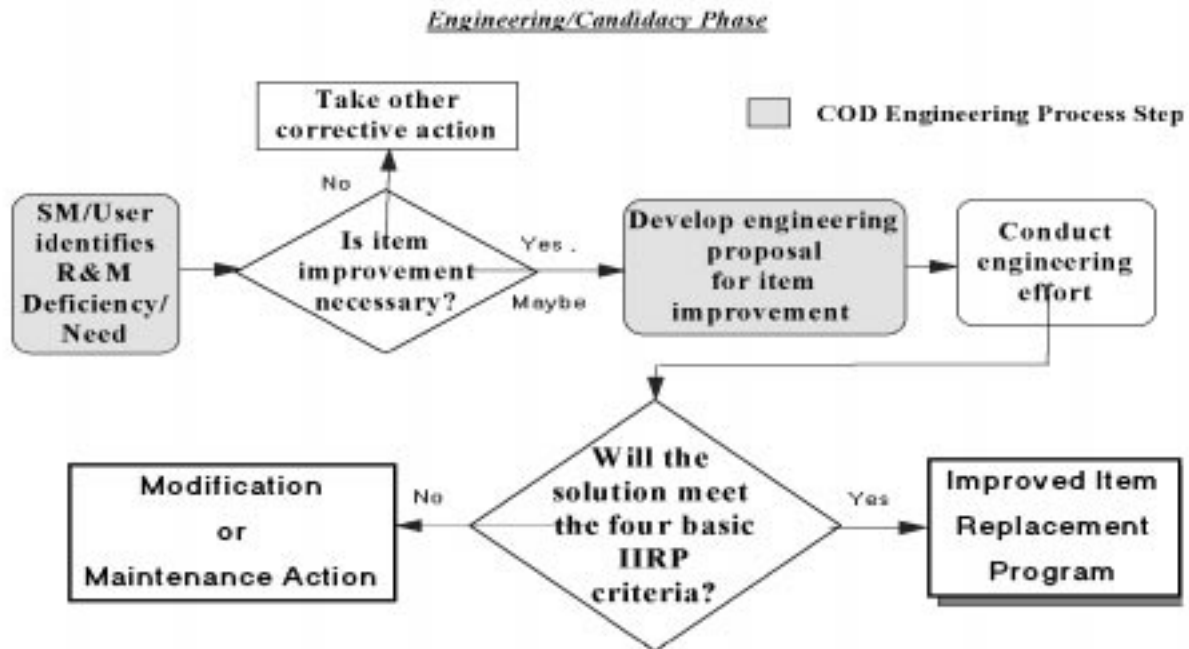 Engineering/Candidacy Phase
Take other
corrective action
COD Engineering Process Step
No
SM/User
identifies
R&M
Deficiency/
Need
Is item
improvement
necessary?
Yes.
Maybe
Develop engineering
proposal
for item
improvement
Conduct
engineering
effort
Will the
solution meet
the four basic
IIRP
criteria?
No
Modification
or
Maintenance Action
Yes
Improved Item
Replacement
Program